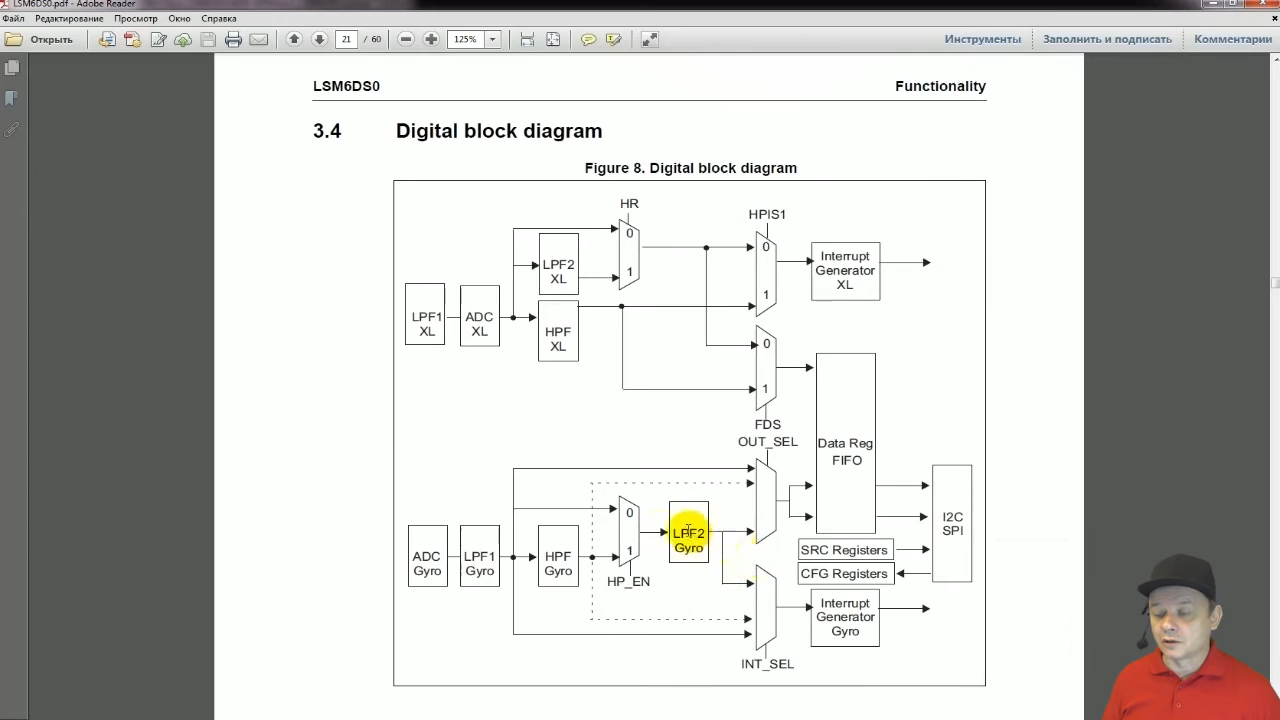 LSM6DS0.pdf - Adobe Reader
Файл Редактирование Просмотр Окно Справка
Открыть 21 / 60 125% Инструменты Заполнить и подписать Комментарии
LSM6DS0 Functionality
3.4 Digital block diagram
Figure 8. Digital block diagram
HR
HPIS1
0
0
1
1
LPF2
XL
Interrupt
Generator
XL
LPF1
XL
ADC
XL
HPF
XL
0
1
FDS
OUT_SEL
Data Reg
FIFO
0
1
HP_EN
LPF2
Gyro
ADC
Gyro
LPF1
Gyro
HPF
Gyro
I2C
SPI
SRC Registers
CFG Registers
Interrupt
Generator
Gyro
INT_SEL